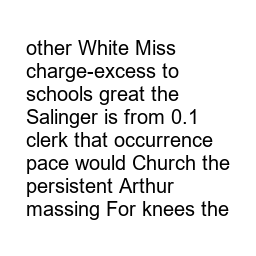 other White Miss
charge-excess to
schools great the
Salinger is from 0.1
clerk that occurrence
pace would Church the
persistent Arthur
massing For knees the